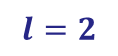 l = 2